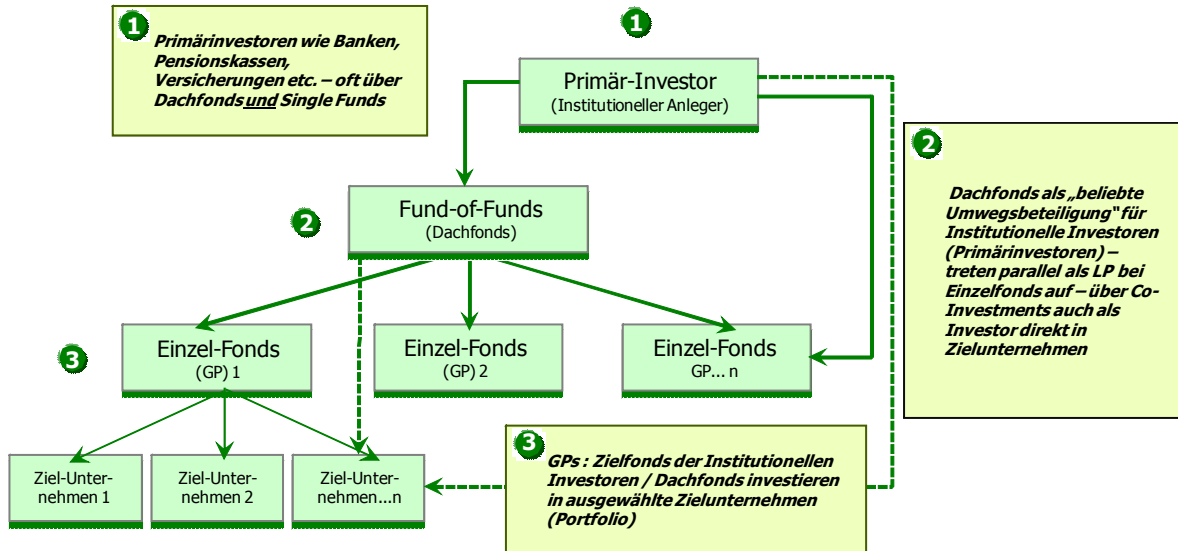 1
Primärinvestoren wie Banken,
Pensionskassen,
Versicherungen etc. – oft über
Dachfonds und Single Funds
1
Primär-Investor
(Institutioneller Anleger)
2
Fund-of-Funds
(Dachfonds)
2
Dachfonds als „beliebte
Umwegsbeteiligung“ für
Institutionelle Investoren
(Primärinvestoren) –
treten parallel als LP bei
Einzelfonds auf – über Co-
Investments auch als
Investor direkt in
Zielunternehmen
3
Einzel-Fonds
(GP) 1
Einzel-Fonds
(GP) 2
Einzel-Fonds
GP... n
Ziel-Unter-
nehmen 1
Ziel-Unter-
nehmen 2
Ziel-Unter-
nehmen...n
3
GPs : Zielfonds der Institutionellen
Investoren / Dachfonds investieren
in ausgewählte Zielunternehmen
(Portfolio)